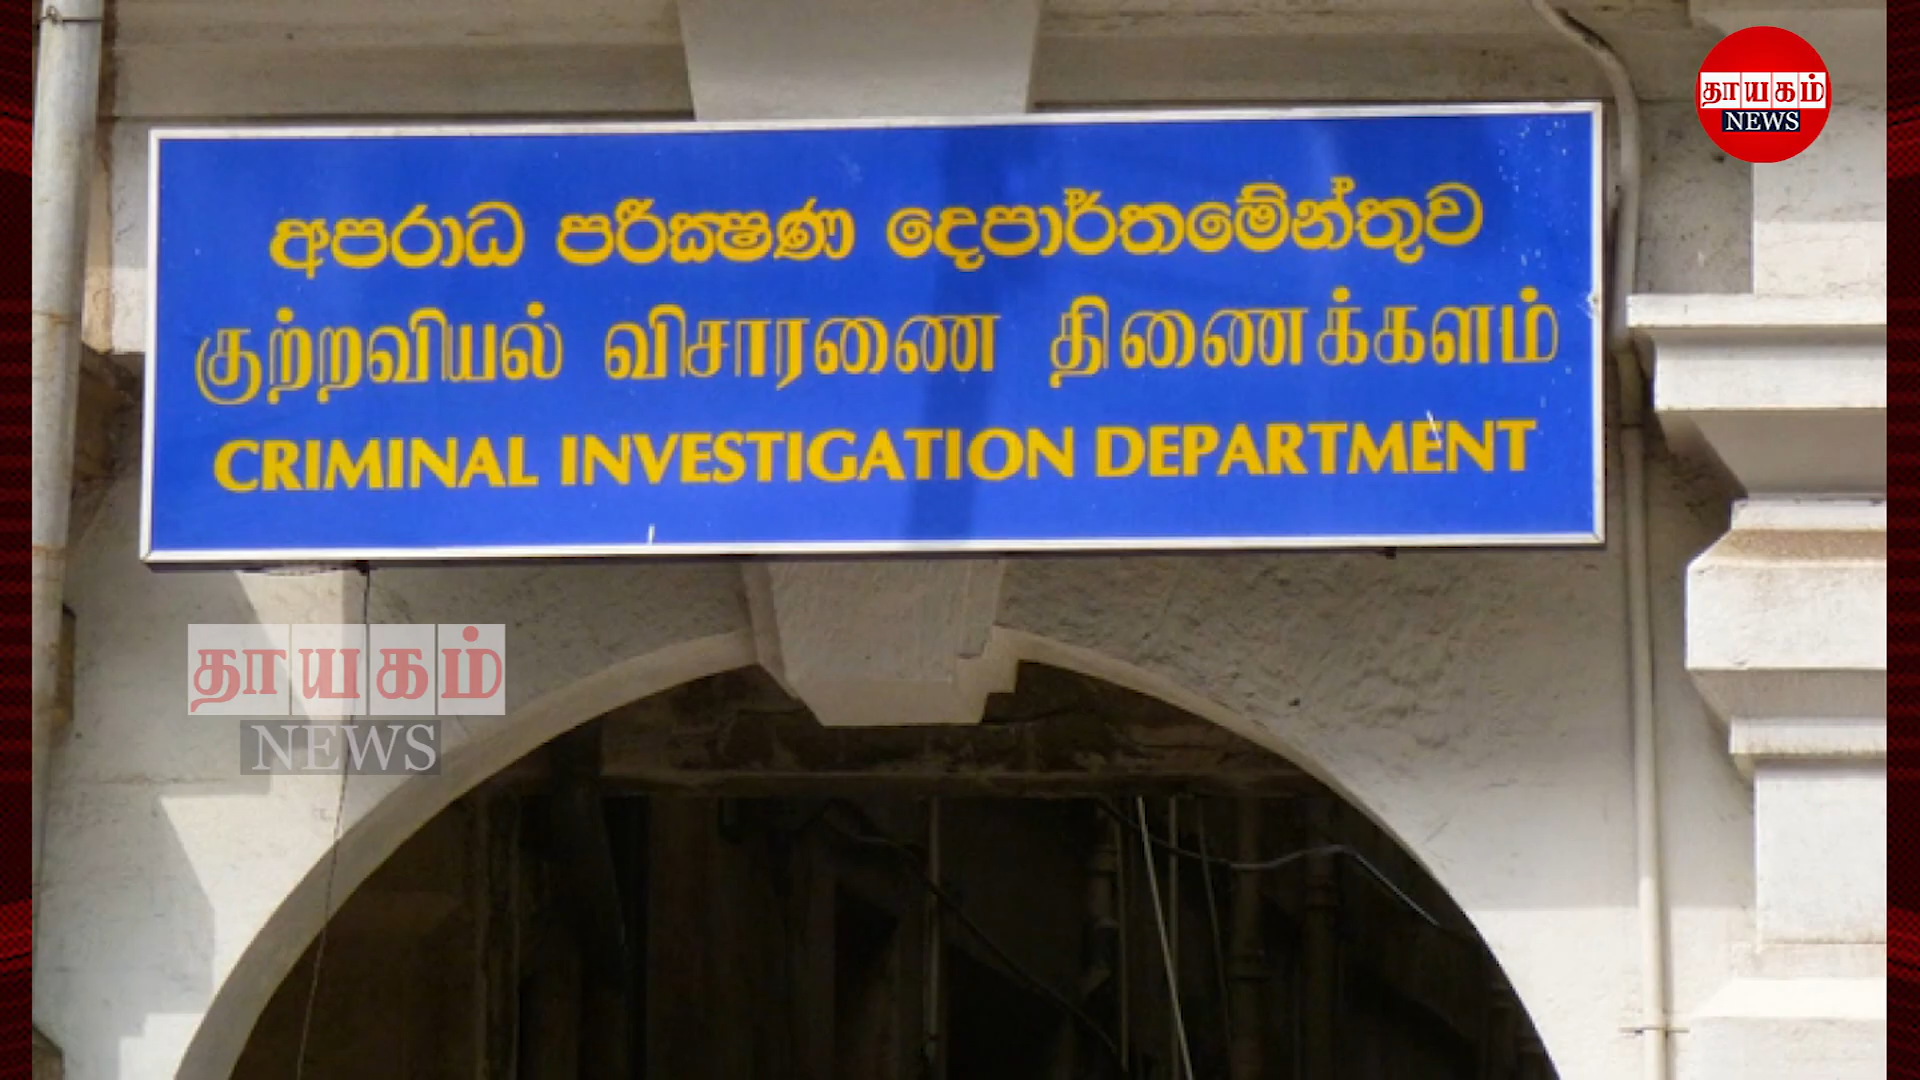 தாயகம்
NEWS
අපරාධ පරීක්ෂණ දෙපාර්තමේන්තුව
குற்றவியல் விசாரணை திணைக்களம்
CRIMINAL INVESTIGATION DEPARTMENT
தாயகம்
NEWS